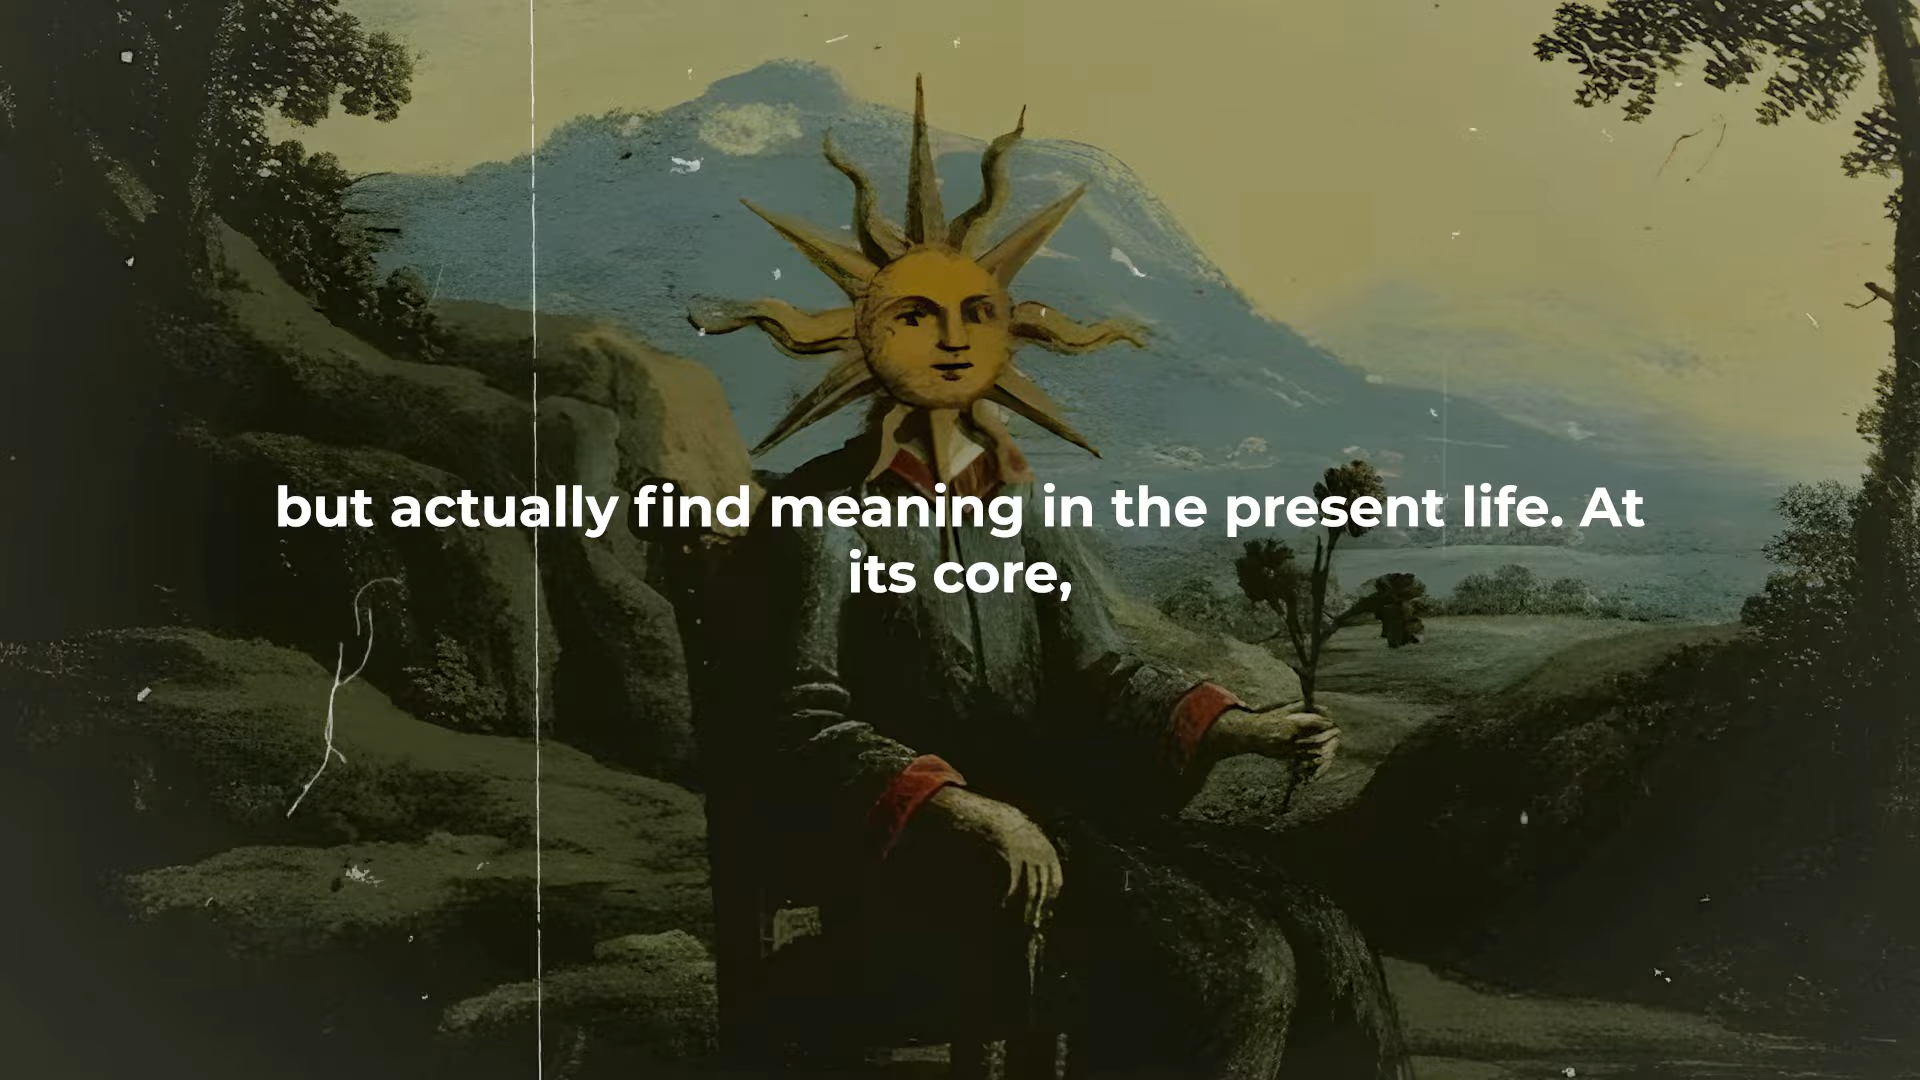 but actually find meaning in the present life. At
its core,